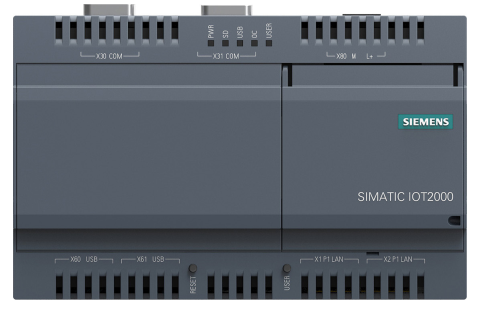 PWR
SD
USB
DC
USER
X30 COM
X31 COM
X80 M L+
SIEMENS
SIMATIC IOT2000
X60 USB
X61 USB
X1 P1 LAN
X2 P1 LAN
RESET
USER